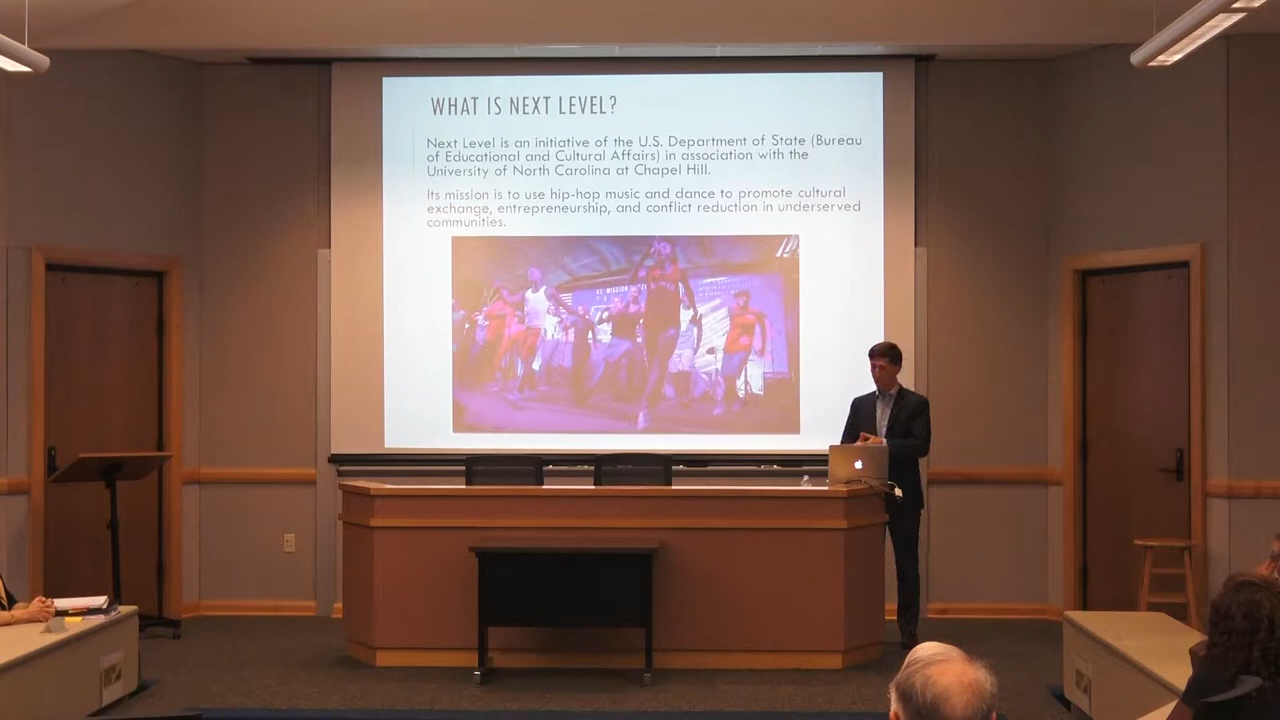 WHAT IS NEXT LEVEL?
Next Level is an initiative of the U.S. Department of State (Bureau
of Educational and Cultural Affairs) in association with the
University of North Carolina at Chapel Hill.
Its mission is to use hip-hop music and dance to promote cultural
exchange, entrepreneurship, and conflict reduction in underserved
communities.
U.S. MISSION